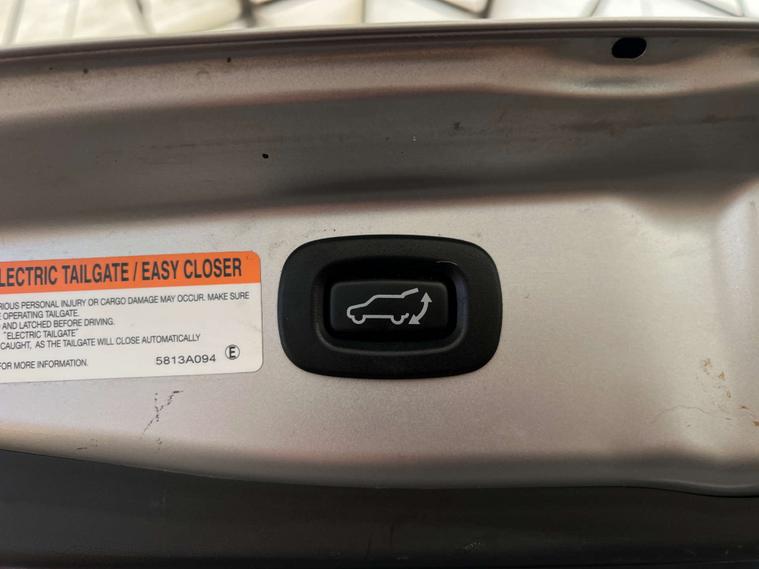 LECTRIC TAILGATE / EASY CLOSER
RIOUS PERSONAL INJURY OR CARGO DAMAGE MAY OCCUR. MAKE SURE
E OPERATING TAILGATE.
D AND LATCHED BEFORE DRIVING.
"ELECTRIC TAILGATE"
CAUGHT, AS THE TAILGATE WILL CLOSE AUTOMATICALLY
FOR MORE INFORMATION.
5813A094 E